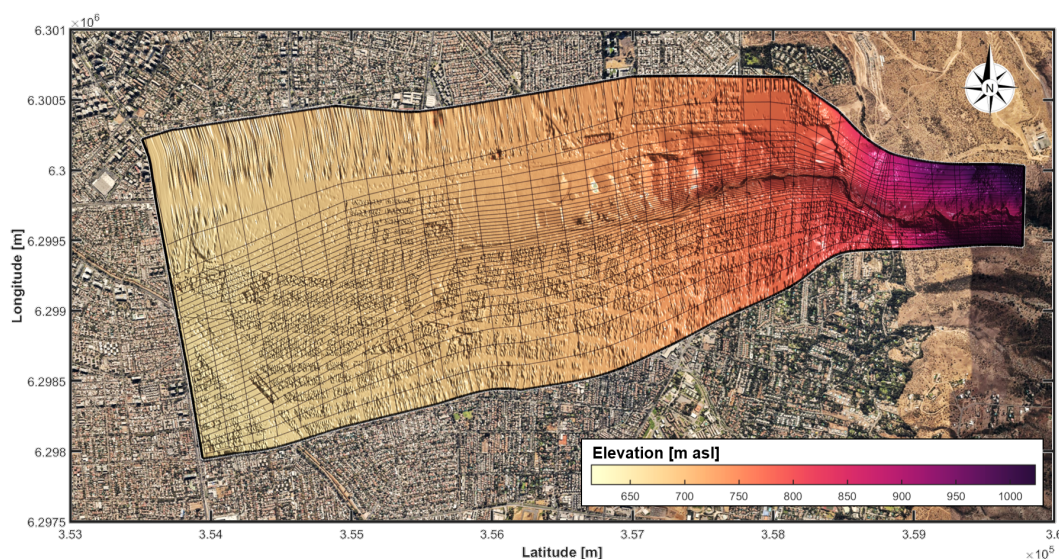 ×10⁶
6.301
6.3005
6.3
6.2995
6.299
6.2985
6.298
6.2975
Longitude [m]
N
Elevation [m asl]
650 700 750 800 850 900 950 1000
3.53 3.54 3.55 3.56 3.57 3.58 3.59
Latitude [m]
×10⁵